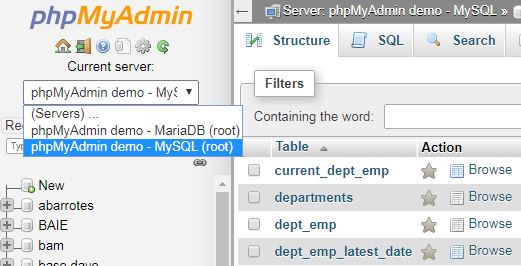 phpMyAdmin
Current server:
phpMyAdmin demo - MyS
(Servers) ...
phpMyAdmin demo - MariaDB (root)
phpMyAdmin demo - MySQL (root)
Re
Typ
New
abarrotes
BAIE
bam
base dave
Server: phpMyAdmin demo - MySQL »
Structure
SQL
Search
Filters
Containing the word:
Table
Action
current_dept_emp
Browse
departments
Browse
dept_emp
Browse
dept_emp_latest_date
Browse